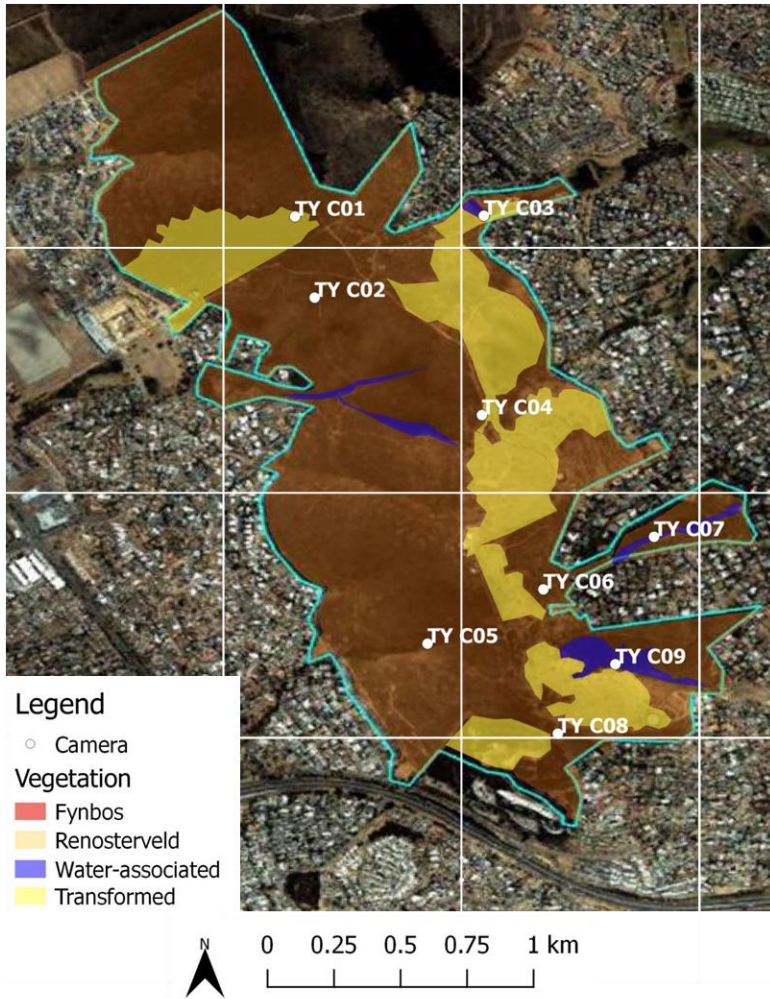 TY C01
TY C03
TY C02
TY C04
TY C07
TY C06
TY C05
TY C09
TY C08
Legend
Camera
Vegetation
Fynbos
Renosterveld
Water-associated
Transformed
N
0 0.25 0.5 0.75 1 km